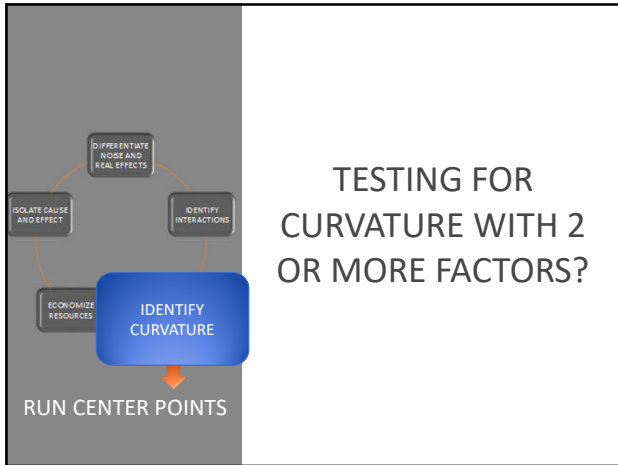 DIFFERENTIATE
NOISE AND
REAL EFFECTS
ISOLATE CAUSE
AND EFFECT
IDENTIFY
INTERACTIONS
ECONOMIZE
RESOURCES
IDENTIFY
CURVATURE
RUN CENTER POINTS
TESTING FOR
CURVATURE WITH 2
OR MORE FACTORS?